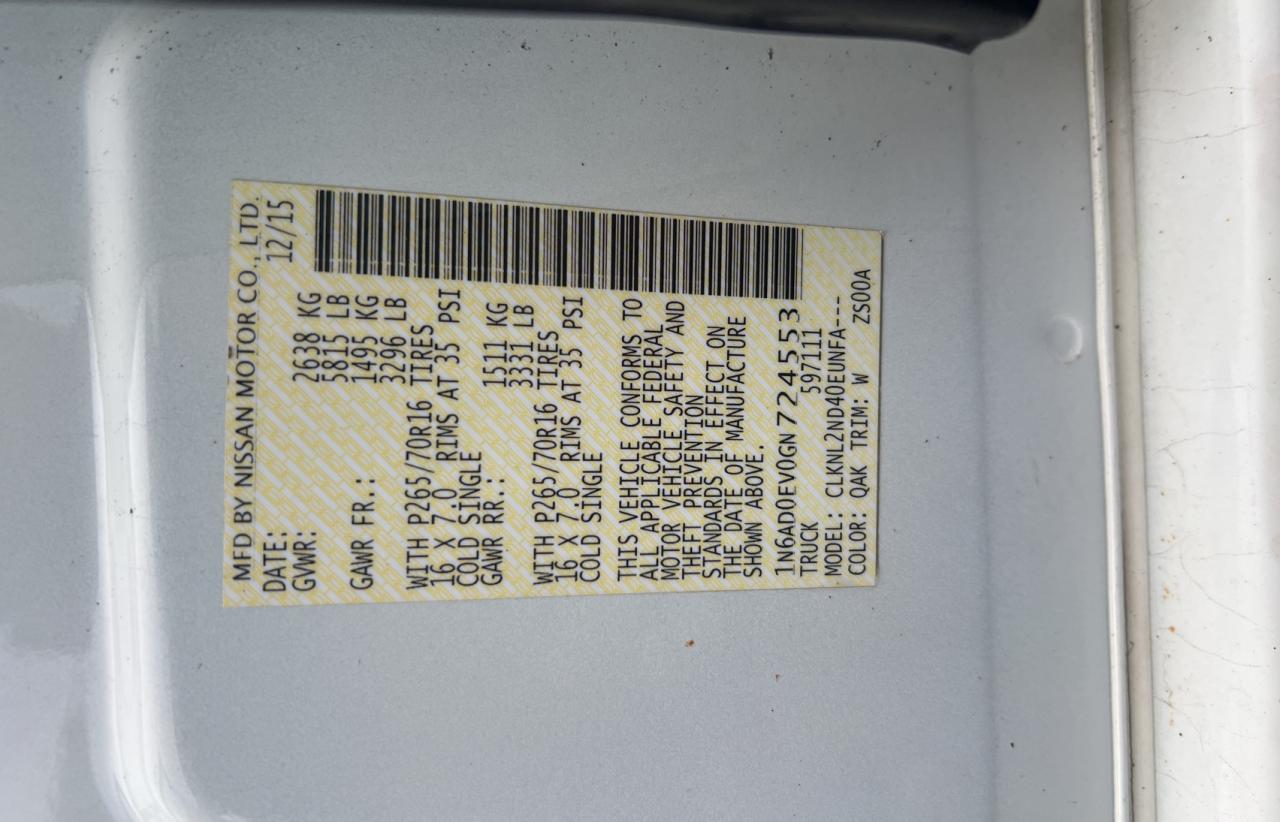 MFD BY NISSAN MOTOR CO., LTD.
DATE: 12/15
GVWR: 2638 KG
5815 LB
GAWR FR.: 1495 KG
3296 LB
WITH P265/70R16 TIRES
16 X 7.0 RIMS AT 35 PSI
COLD SINGLE
GAWR RR.: 1511 KG
3331 LB
WITH P265/70R16 TIRES
16 X 7.0 RIMS AT 35 PSI
COLD SINGLE
THIS VEHICLE CONFORMS TO
ALL APPLICABLE FEDERAL
MOTOR VEHICLE SAFETY AND
THEFT PREVENTION
STANDARDS IN EFFECT ON
THE DATE OF MANUFACTURE
SHOWN ABOVE.
1N6AD0EV0GN724553
TRUCK 597111
MODEL: CLKNL2ND40EUNFA---
COLOR: QAK TRIM: W ZS00A